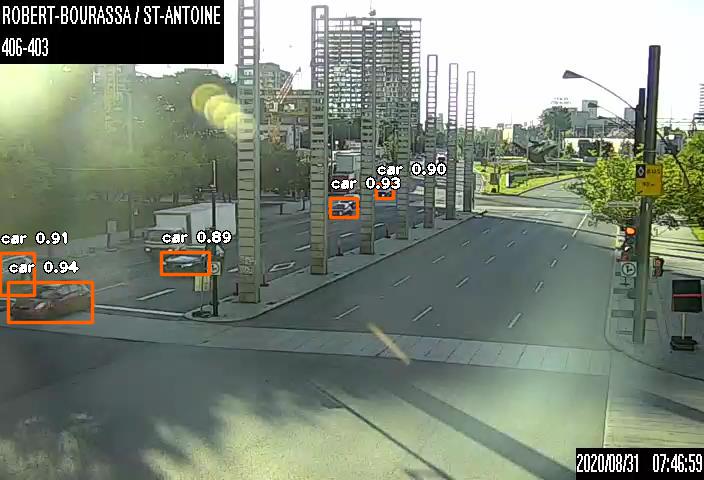 ROBERT-BOURASSA / ST-ANTOINE
406-403
car 0.90
car 0.93
car 0.89
car 0.91
car 0.94
2020/08/31 07:46:59